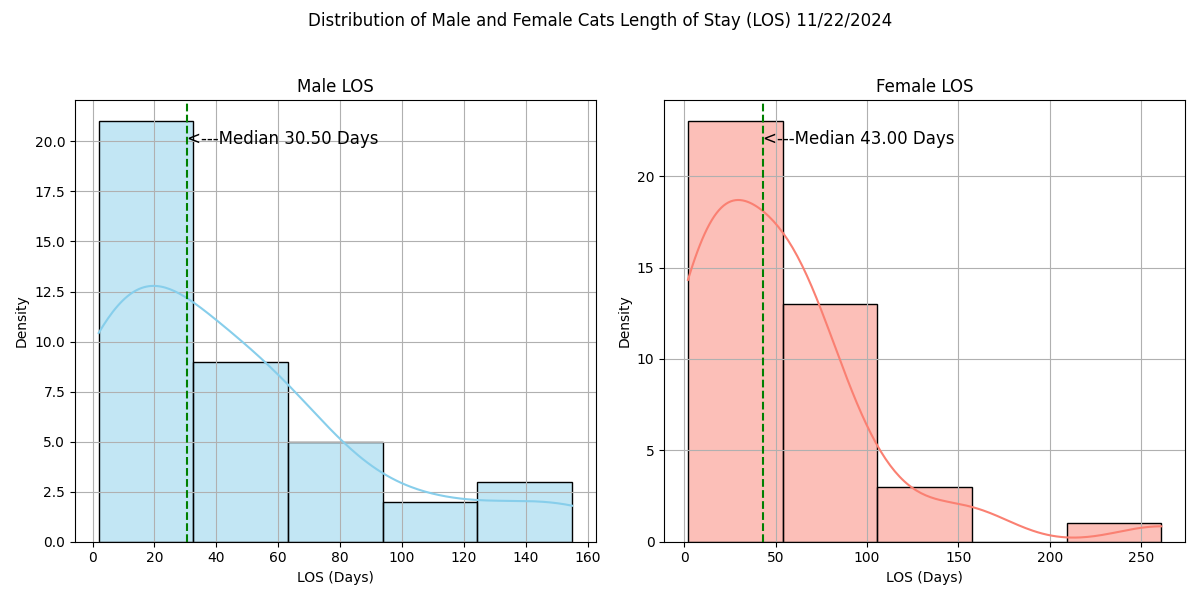 Distribution of Male and Female Cats Length of Stay (LOS) 11/22/2024
Male LOS
20.0
17.5
15.0
12.5
10.0
7.5
5.0
2.5
0.0
Density
<---Median 30.50 Days
0 20 40 60 80 100 120 140 160
LOS (Days)
Female LOS
20
15
10
5
0
Density
<---Median 43.00 Days
0 50 100 150 200 250
LOS (Days)